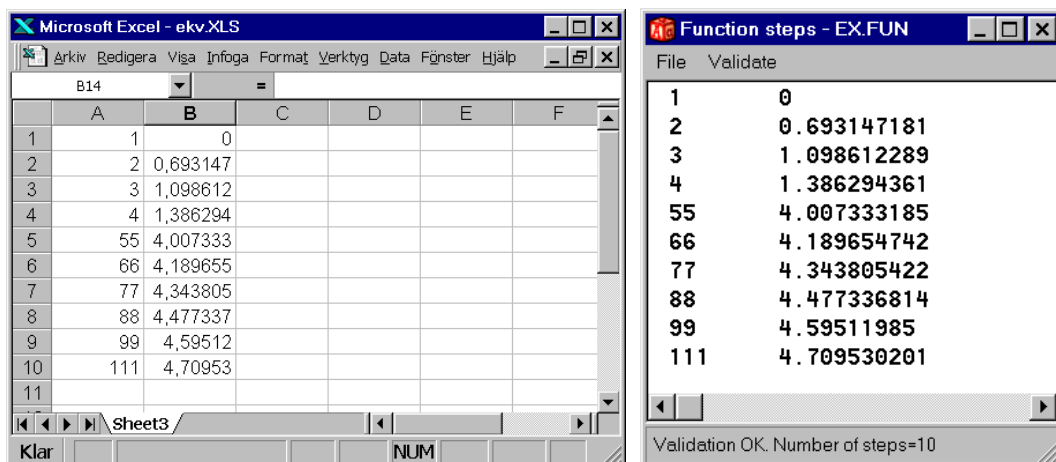 Microsoft Excel - ekv.XLS
Arkiv Redigera Visa Infoga Format Verktyg Data Fönster Hjälp
B14 =
A B C D E F
1 1 0
2 2 0,693147
3 3 1,098612
4 4 1,386294
5 55 4,007333
6 66 4,189655
7 77 4,343805
8 88 4,477337
9 99 4,59512
10 111 4,70953
11
Sheet3
Klar NUM
Function steps - EX.FUN
File Validate
1 0
2 0.693147181
3 1.098612289
4 1.386294361
55 4.007333185
66 4.189654742
77 4.343805422
88 4.477336814
99 4.59511985
111 4.709530201
Validation OK. Number of steps=10